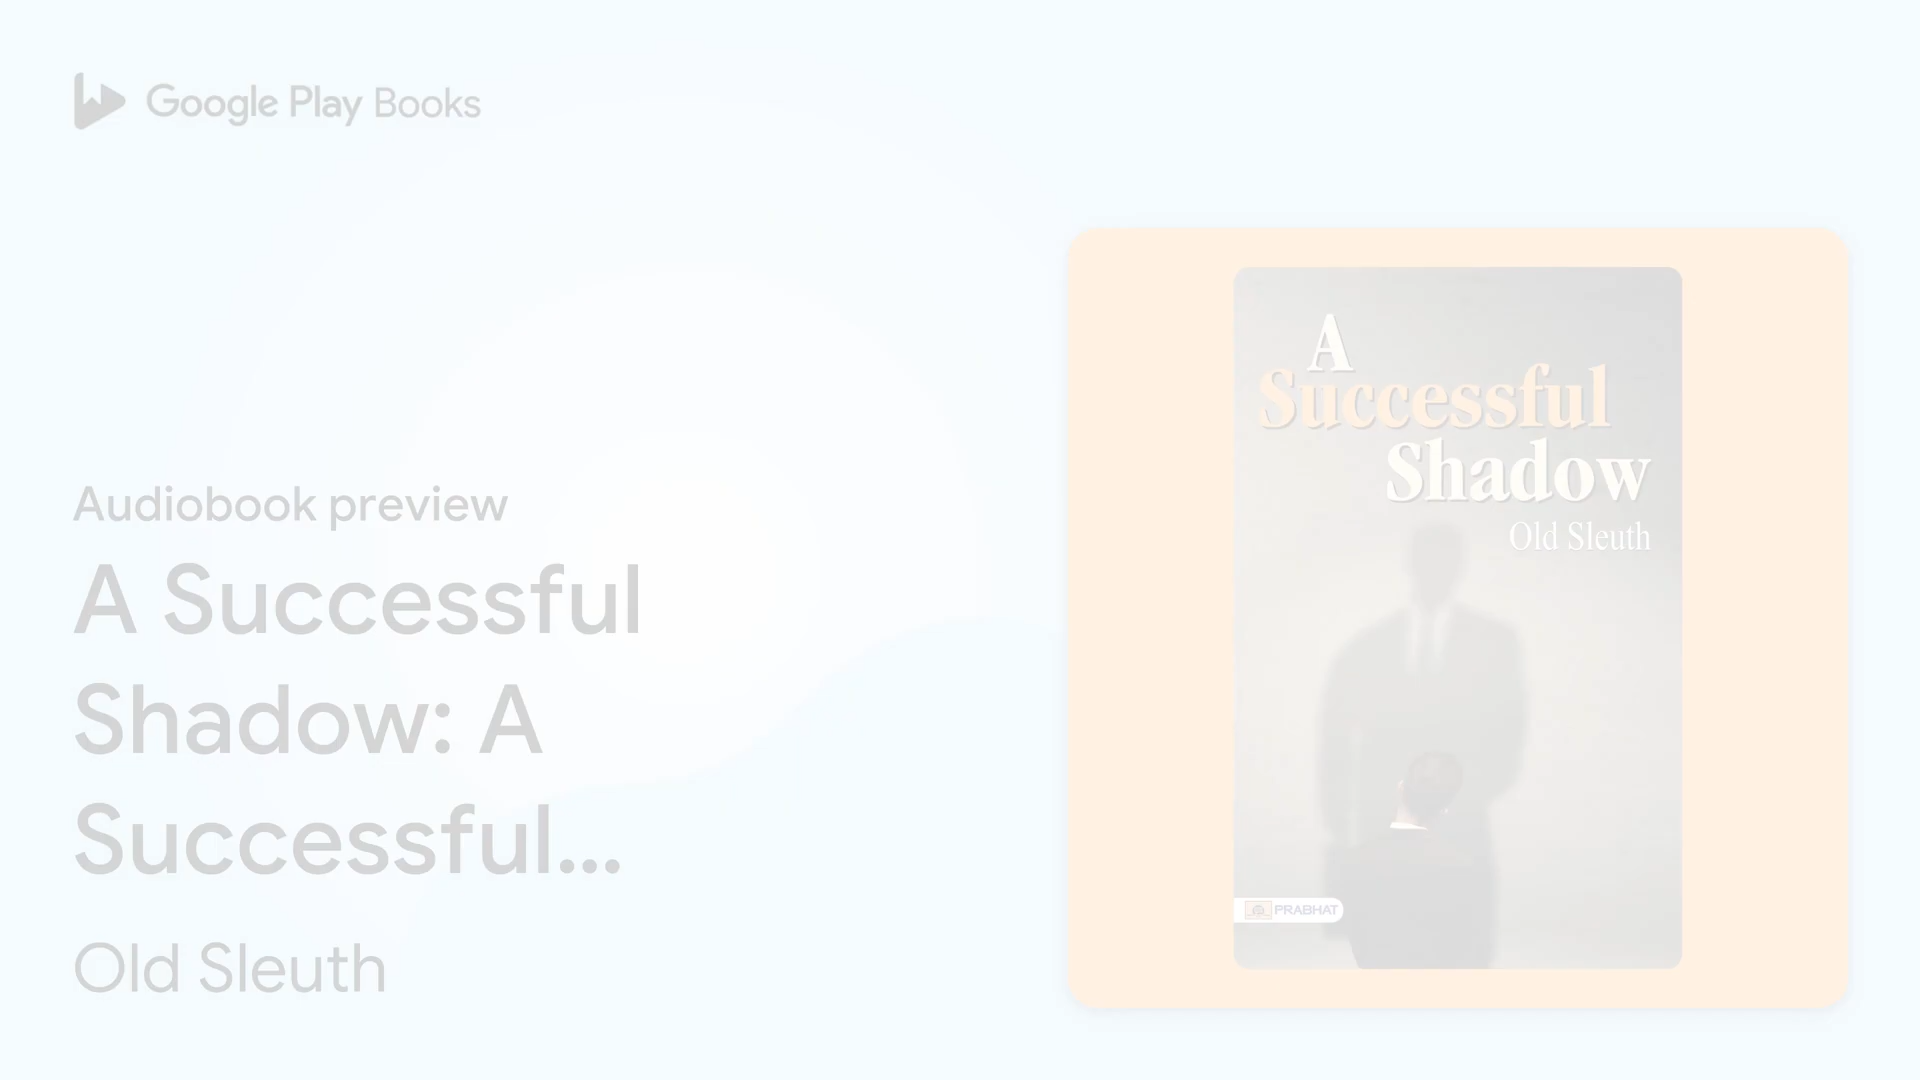 Google Play Books
Audiobook preview
A Successful
Shadow: A
Successful...
Old Sleuth
A
Successful
Shadow
Old Sleuth
PRABHAT